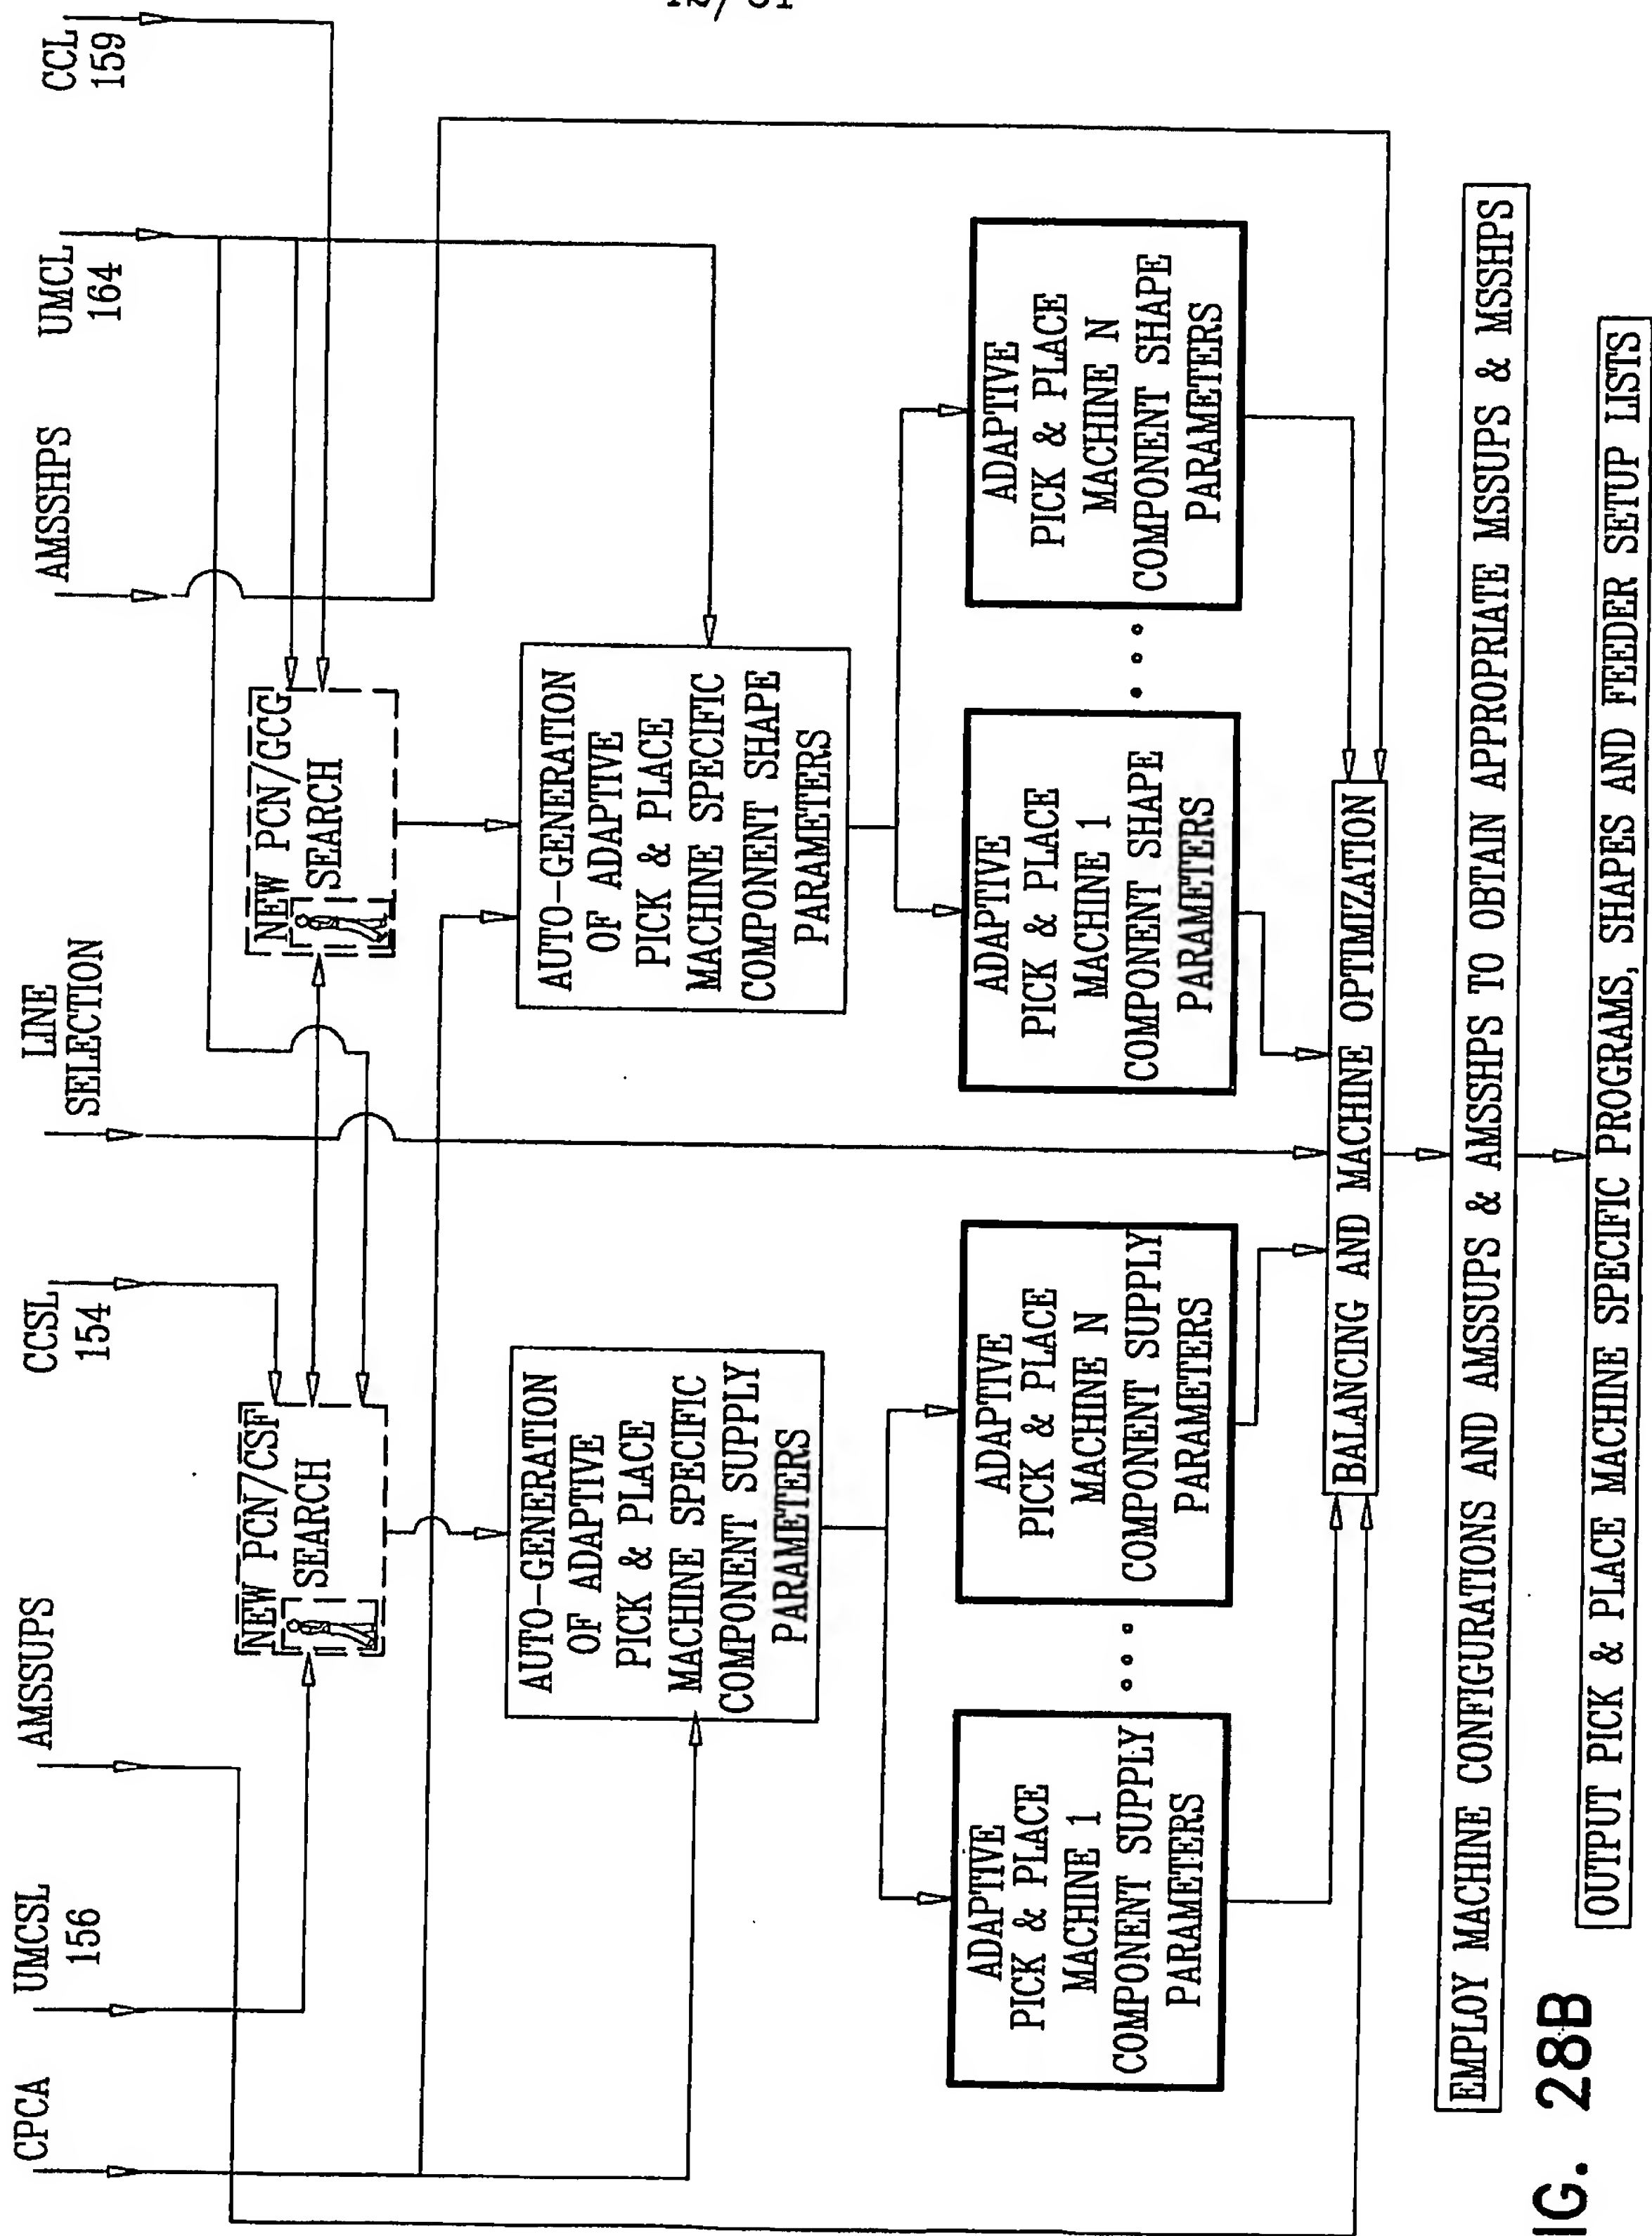 CPCA
UMCSL
156
AMSSUPS
CCSL
154
LINE
SELECTION
AMSSHPS
UMCL
164
CCL
159
NEW PCN/CSF
SEARCH
NEW PCN/GCG
SEARCH
AUTO-GENERATION
OF ADAPTIVE
PICK & PLACE
MACHINE SPECIFIC
COMPONENT SUPPLY
PARAMETERS
AUTO-GENERATION
OF ADAPTIVE
PICK & PLACE
MACHINE SPECIFIC
COMPONENT SHAPE
PARAMETERS
ADAPTIVE
PICK & PLACE
MACHINE 1
COMPONENT SUPPLY
PARAMETERS
• • •
ADAPTIVE
PICK & PLACE
MACHINE N
COMPONENT SUPPLY
PARAMETERS
ADAPTIVE
PICK & PLACE
MACHINE 1
COMPONENT SHAPE
PARAMETERS
• • •
ADAPTIVE
PICK & PLACE
MACHINE N
COMPONENT SHAPE
PARAMETERS
BALANCING AND MACHINE OPTIMIZATION
EMPLOY MACHINE CONFIGURATIONS AND AMSSUPS & AMSSHPS TO OBTAIN APPROPRIATE MSSUPS & MSSHPS
OUTPUT PICK & PLACE MACHINE SPECIFIC PROGRAMS, SHAPES AND FEEDER SETUP LISTS
IG. 28B